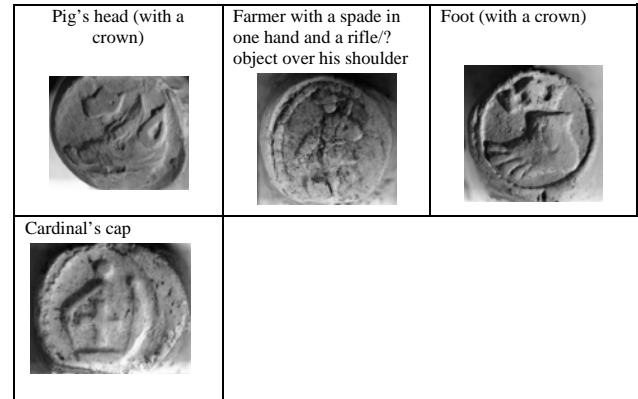 Pig's head (with a
crown)
Farmer with a spade in
one hand and a rifle/?
object over his shoulder
Foot (with a crown)
Cardinal's cap